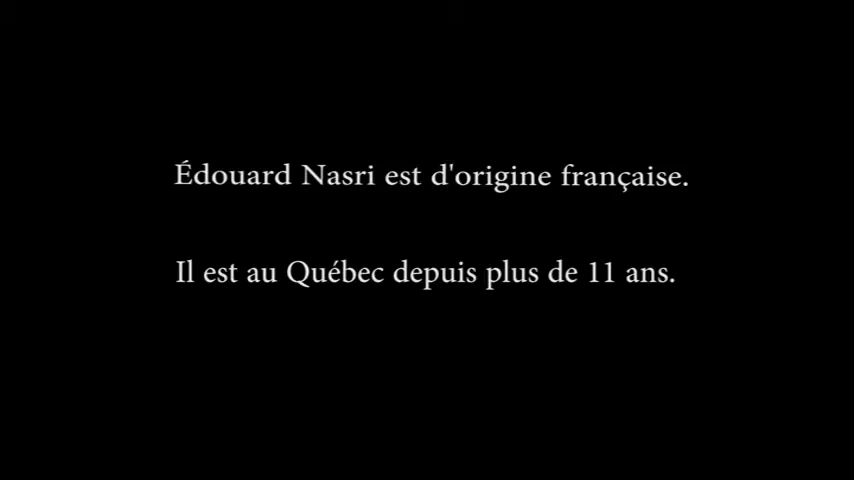 Édouard Nasri est d'origine française.
Il est au Québec depuis plus de 11 ans.